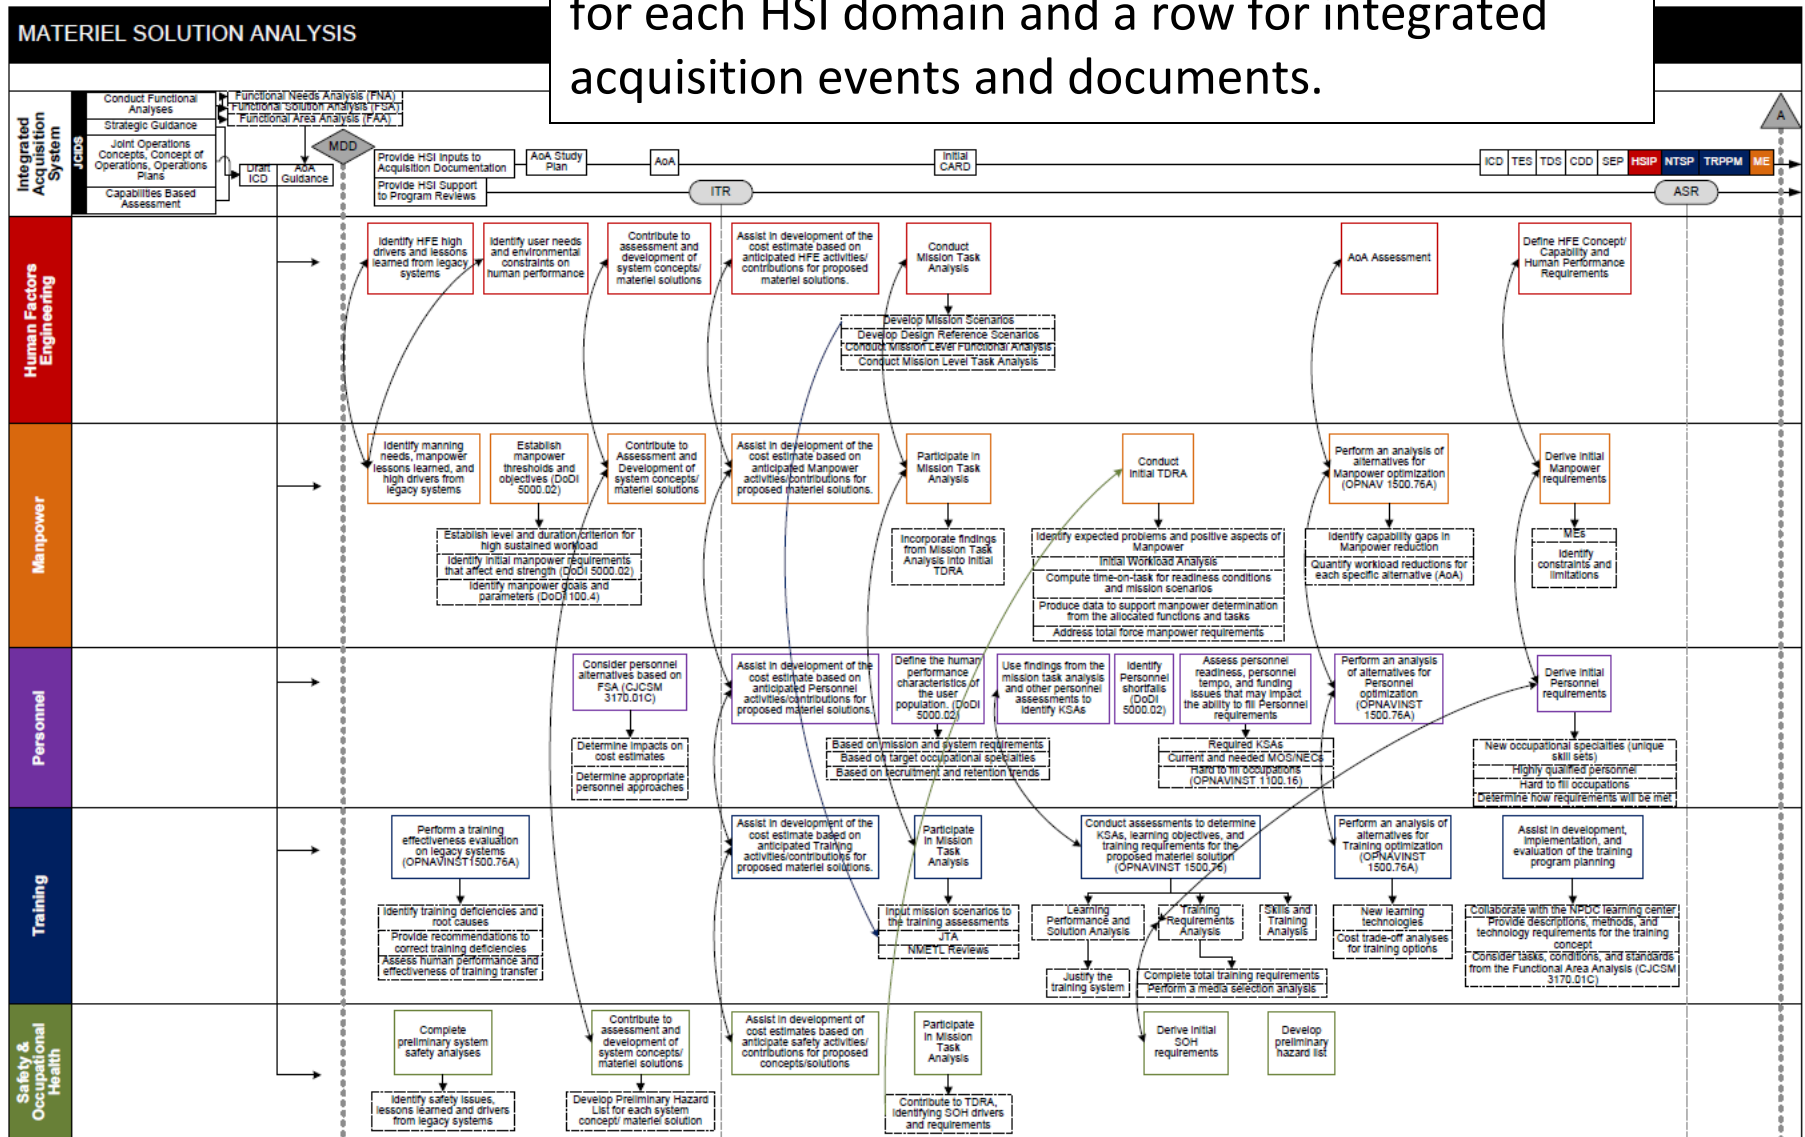 for each HSI domain and a row for integrated
acquisition events and documents.
MATERIEL SOLUTION ANALYSIS
Integrated
Acquisition
System
JCIDS
Conduct Functional
Analyses
Strategic Guidance
Joint Operations
Concepts, Concept of
Operations, Operations
Plans
Capabilities Based
Assessment
Functional Needs Analysis (FNA)
Functional Solution Analysis (FSA)
Functional Area Analysis (FAA)
Draft
ICD
AoA
Guidance
MDD
Provide HSI Inputs to
Acquisition Documentation
Provide HSI Support
to Program Reviews
AoA Study
Plan
AoA
ITR
Initial
CARD
ICD
TES
TDS
CDD
SEP
HSIP
NTSP
TRPPM
ME
ASR
A
Human Factors
Engineering
Identify HFE high
drivers and lessons
learned from legacy
systems
Identify user needs
and environmental
constraints on
human performance
Contribute to
assessment and
development of
system concepts/
materiel solutions
Assist in development of the
cost estimate based on
anticipated HFE activities/
contributions for proposed
materiel solutions.
Conduct
Mission Task
Analysis
Develop Mission Scenarios
Develop Design Reference Scenarios
Conduct Mission Level Functional Analysis
Conduct Mission Level Task Analysis
AoA Assessment
Define HFE Concept/
Capability and
Human Performance
Requirements
Manpower
Identify manning
needs, manpower
lessons learned, and
high drivers from
legacy systems
Establish
manpower
thresholds and
objectives (DoDI
5000.02)
Establish level and duration criterion for
high sustained workload
Identify initial manpower requirements
that affect end strength (DoDI 5000.02)
Identify manpower goals and
parameters (DoDI 100.4)
Contribute to
Assessment and
Development of
system concepts/
materiel solutions
Assist in development of the
cost estimate based on
anticipated Manpower
activities/contributions for
proposed materiel solutions.
Participate in
Mission Task
Analysis
Incorporate findings
from Mission Task
Analysis into Initial
TDRA
Conduct
Initial TDRA
Identify expected problems and positive aspects of
Manpower
Initial Workload Analysis
Compute time-on-task for readiness conditions
and mission scenarios
Produce data to support manpower determination
from the allocated functions and tasks
Address total force manpower requirements
Perform an analysis of
alternatives for
Manpower optimization
(OPNAV 1500.76A)
Identify capability gaps in
Manpower reduction
Quantify workload reductions for
each specific alternative (AoA)
Derive Initial
Manpower
requirements
MEs
Identify
constraints and
limitations
Personnel
Consider personnel
alternatives based on
FSA (CJCSM
3170.01C)
Determine impacts on
cost estimates
Determine appropriate
personnel approaches
Assist in development of the
cost estimate based on
anticipated Personnel
activities/contributions for
proposed materiel solutions.
Define the human
performance
characteristics of
the user
population. (DoDI
5000.02)
Based on mission and system requirements
Based on target occupational specialties
Based on recruitment and retention trends
Use findings from the
mission task analysis
and other personnel
assessments to
identify KSAs
Identify
Personnel
shortfalls
(DoDI
5000.02)
Assess personnel
readiness, personnel
tempo, and funding
issues that may impact
the ability to fill Personnel
requirements
Required KSAs
Current and needed MOS/NECs
Hard to fill occupations
(OPNAVINST 1100.16)
Perform an analysis
of alternatives for
Personnel
optimization
(OPNAVINST
1500.76A)
Derive Initial
Personnel
requirements
New occupational specialties (unique
skill sets)
Highly qualified personnel
Hard to fill occupations
Determine how requirements will be met
Training
Perform a training
effectiveness evaluation
on legacy systems
(OPNAVINST1500.76A)
Identify training deficiencies and
root causes
Provide recommendations to
correct training deficiencies
Assess human performance and
effectiveness of training transfer
Assist in development of the
cost estimate based on
anticipated Training
activities/contributions for
proposed materiel solutions.
Participate
in Mission
Task
Analysis
Input mission scenarios to
the training assessments
JTA
NMETL Reviews
Conduct assessments to determine
KSAs, learning objectives, and
training requirements for the
proposed materiel solution
(OPNAVINST 1500.76)
Learning
Performance and
Solution Analysis
Justify the
training system
Training
Requirements
Analysis
Complete total training requirements
Perform a media selection analysis
Skills and
Training
Analysis
Perform an analysis of
alternatives for
Training optimization
(OPNAVINST
1500.76A)
New learning
technologies
Cost trade-off analyses
for training options
Assist in development,
implementation, and
evaluation of the training
program planning
Collaborate with the NPDC learning center
Provide descriptions, methods, and
technology requirements for the training
concept
Consider tasks, conditions, and standards
from the Functional Area Analysis (CJCSM
3170.01C)
Safety &
Occupational
Health
Complete
preliminary system
safety analyses
Identify safety issues,
lessons learned and drivers
from legacy systems
Contribute to
assessment and
development of
system concepts/
materiel solutions
Develop Preliminary Hazard
List for each system
concept/ materiel solution
Assist in development of
cost estimates based on
anticipate safety activities/
contributions for proposed
concepts/solutions
Participate
in Mission
Task
Analysis
Contribute to TDRA,
identifying SOH drivers
and requirements
Derive Initial
SOH
requirements
Develop
preliminary
hazard list